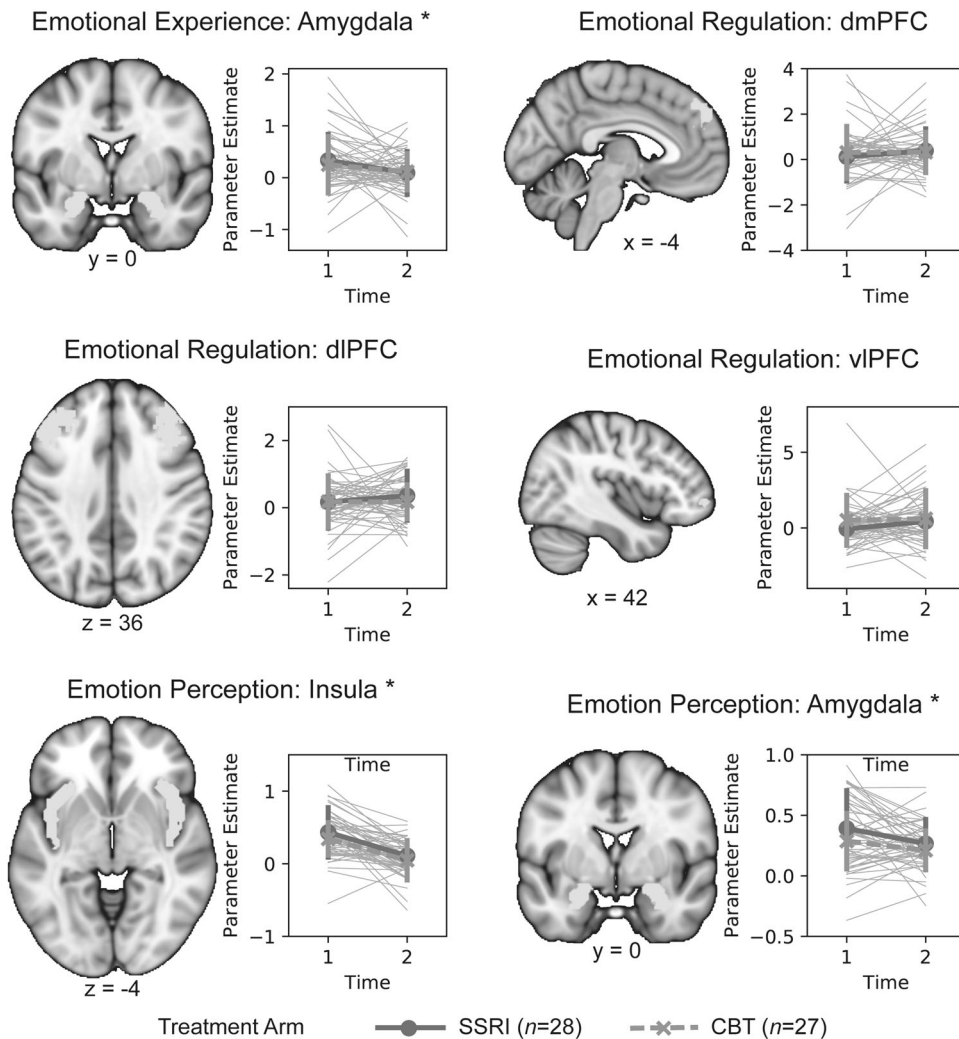 Emotional Experience: Amygdala *
Parameter Estimate
2
1
0
−1
1 2
Time
y = 0
Emotional Regulation: dmPFC
Parameter Estimate
4
2
0
−2
−4
1 2
Time
x = -4
Emotional Regulation: dlPFC
Parameter Estimate
2
0
−2
1 2
Time
z = 36
Emotional Regulation: vlPFC
Parameter Estimate
5
0
1 2
Time
x = 42
Emotion Perception: Insula *
Time
Parameter Estimate
1
0
−1
1 2
Time
z = -4
Emotion Perception: Amygdala *
Time
Parameter Estimate
1.0
0.5
0.0
−0.5
1 2
Time
y = 0
Treatment Arm SSRI (n=28) CBT (n=27)